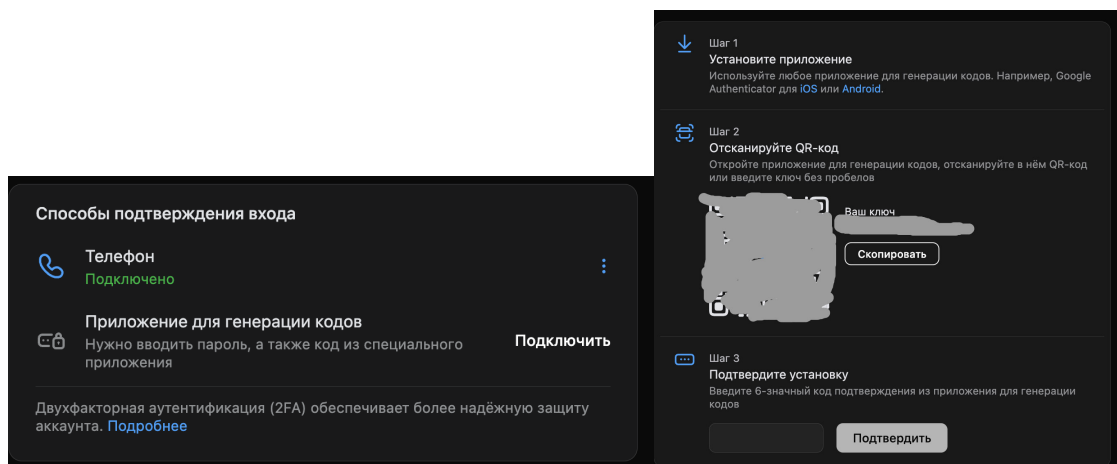 Способы подтверждения входа
Телефон
Подключено
Приложение для генерации кодов
Нужно вводить пароль, а также код из специального
приложения
Подключить
Двухфакторная аутентификация (2FA) обеспечивает более надёжную защиту
аккаунта. Подробнее
Шаг 1
Установите приложение
Используйте любое приложение для генерации кодов. Например, Google
Authenticator для iOS или Android.
Шаг 2
Отсканируйте QR-код
Откройте приложение для генерации кодов, отсканируйте в нём QR-код
или введите ключ без пробелов
Ваш ключ
Скопировать
Шаг 3
Подтвердите установку
Введите 6-значный код подтверждения из приложения для генерации
кодов
Подтвердить